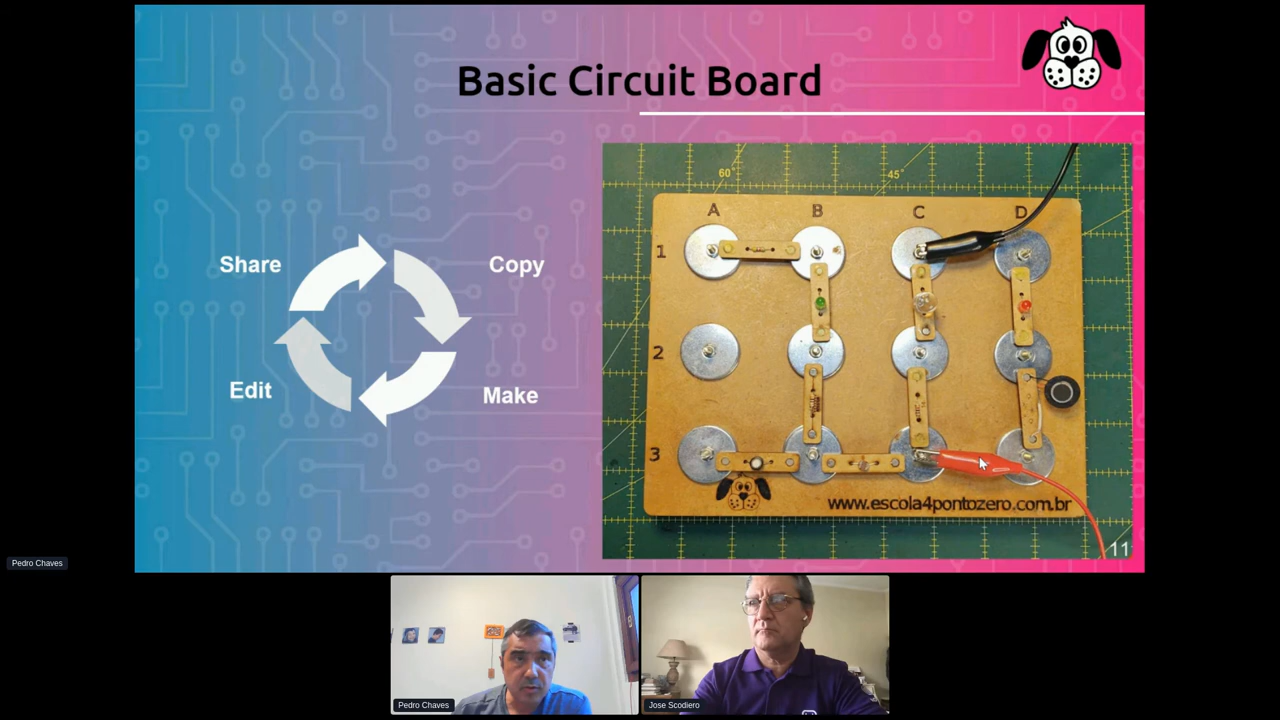 Basic Circuit Board
Share
Copy
Edit
Make
60°
45°
A B C D
1
2
3
www.escola4pontozero.com.br
11
Pedro Chaves
Pedro Chaves
Jose Scodiero